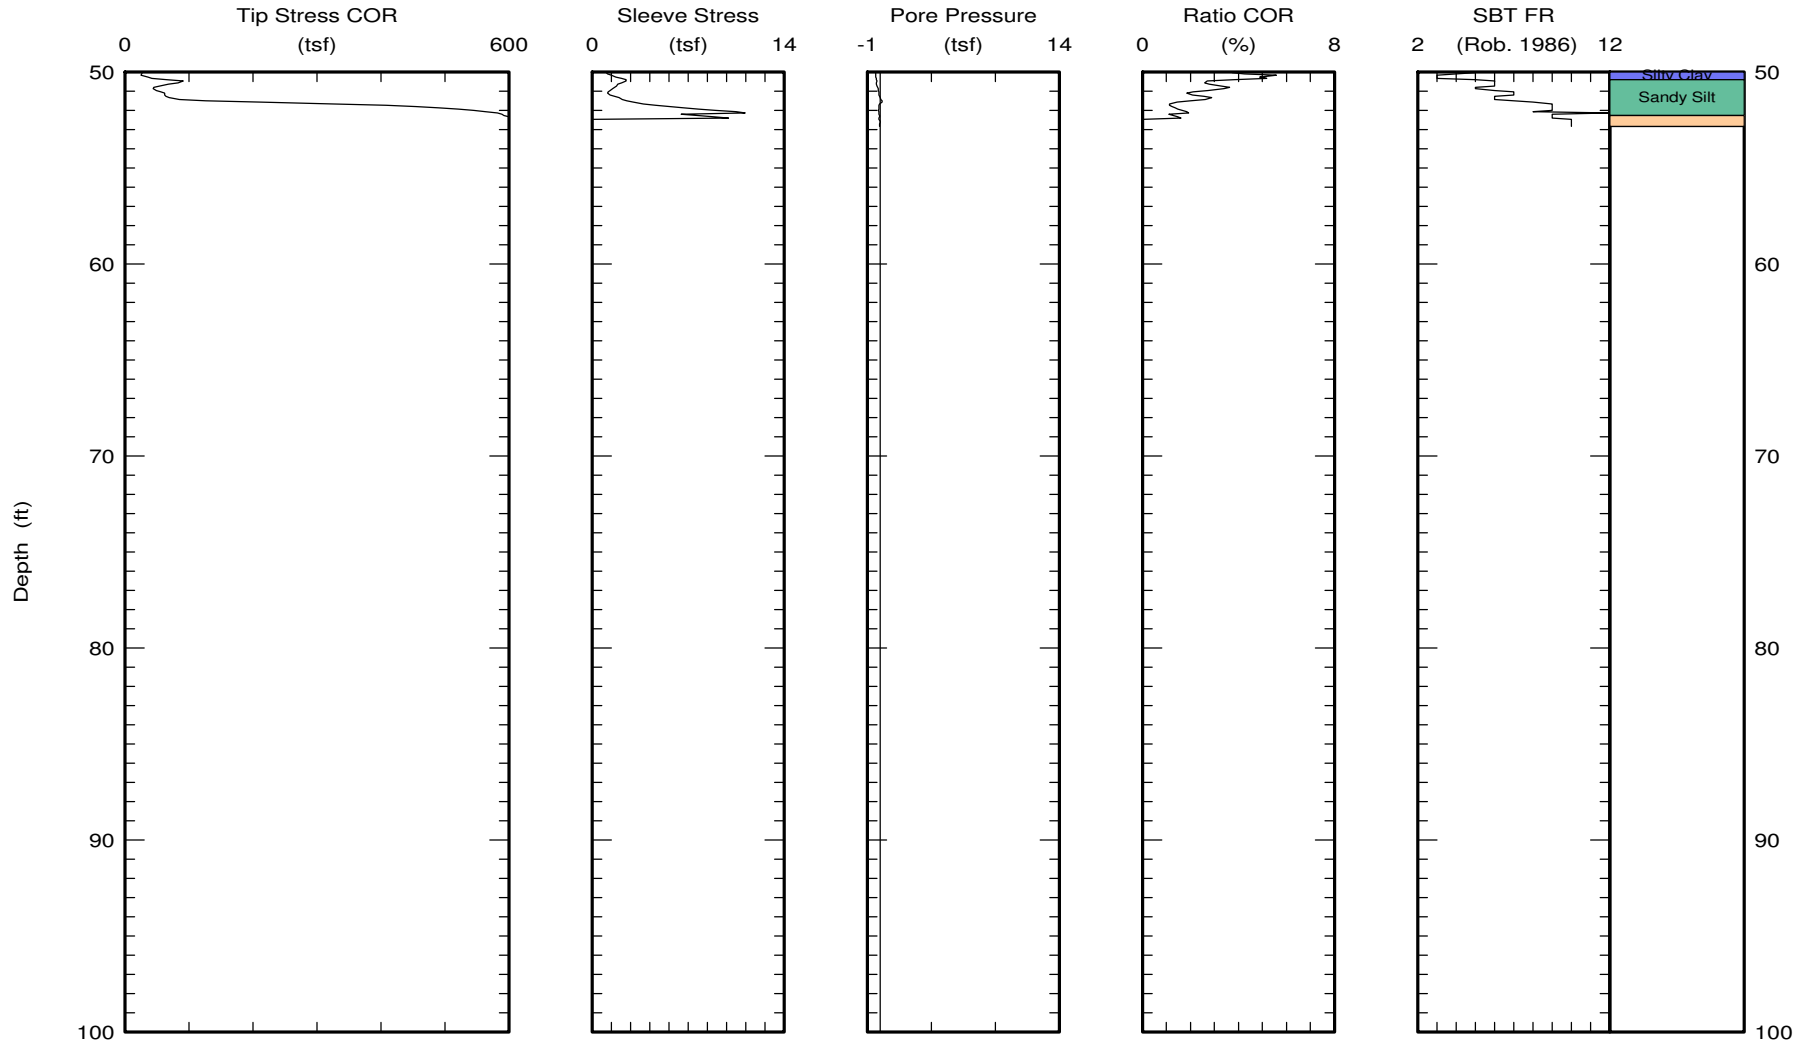 Tip Stress COR Sleeve Stress Pore Pressure Ratio COR SBT FR
0 (tsf) 600 0 (tsf) 14 -1 (tsf) 14 0 (%) 8 2 (Rob. 1986) 12
50 Silty Clay 50
Sandy Silt
60 60
70 70
Depth (ft)
80 80
90 90
100 100